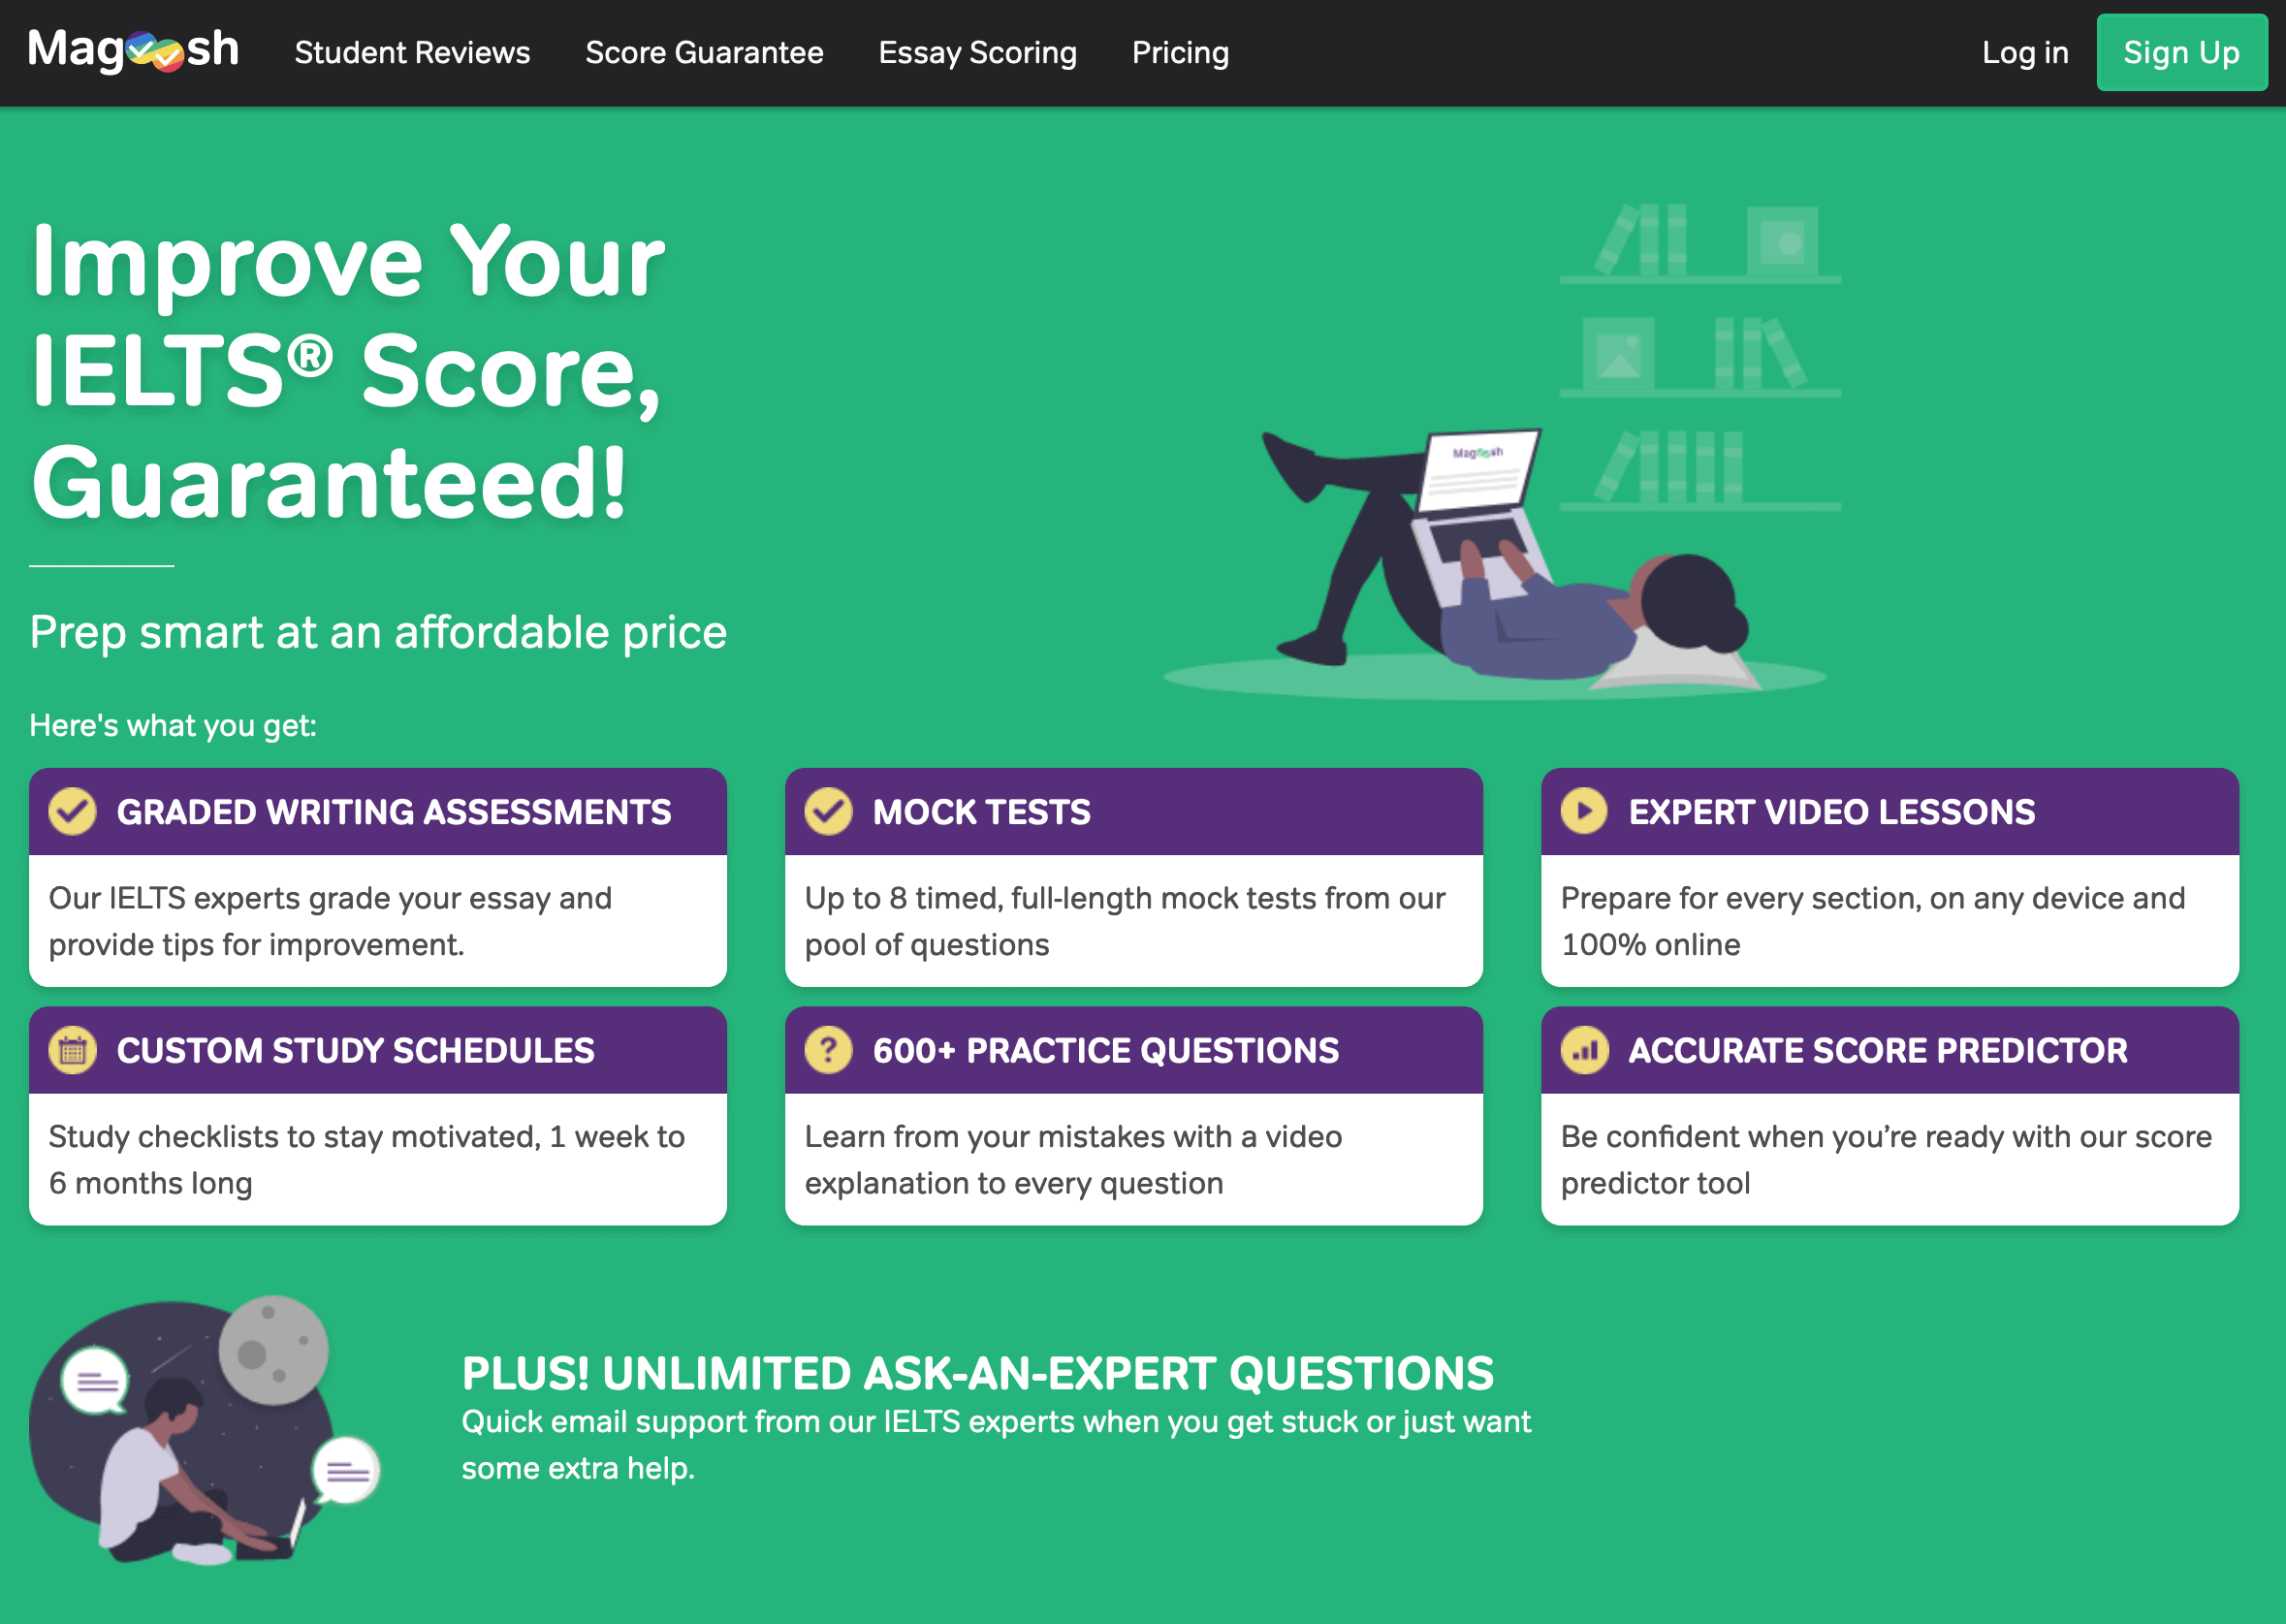 Magoosh Student Reviews Score Guarantee Essay Scoring Pricing Log in Sign Up
Improve Your
IELTS® Score,
Guaranteed!
Magoosh
Prep smart at an affordable price
Here's what you get:
GRADED WRITING ASSESSMENTS
Our IELTS experts grade your essay and
provide tips for improvement.
MOCK TESTS
Up to 8 timed, full-length mock tests from our
pool of questions
EXPERT VIDEO LESSONS
Prepare for every section, on any device and
100% online
CUSTOM STUDY SCHEDULES
Study checklists to stay motivated, 1 week to
6 months long
? 600+ PRACTICE QUESTIONS
Learn from your mistakes with a video
explanation to every question
ACCURATE SCORE PREDICTOR
Be confident when you’re ready with our score
predictor tool
PLUS! UNLIMITED ASK-AN-EXPERT QUESTIONS
Quick email support from our IELTS experts when you get stuck or just want
some extra help.